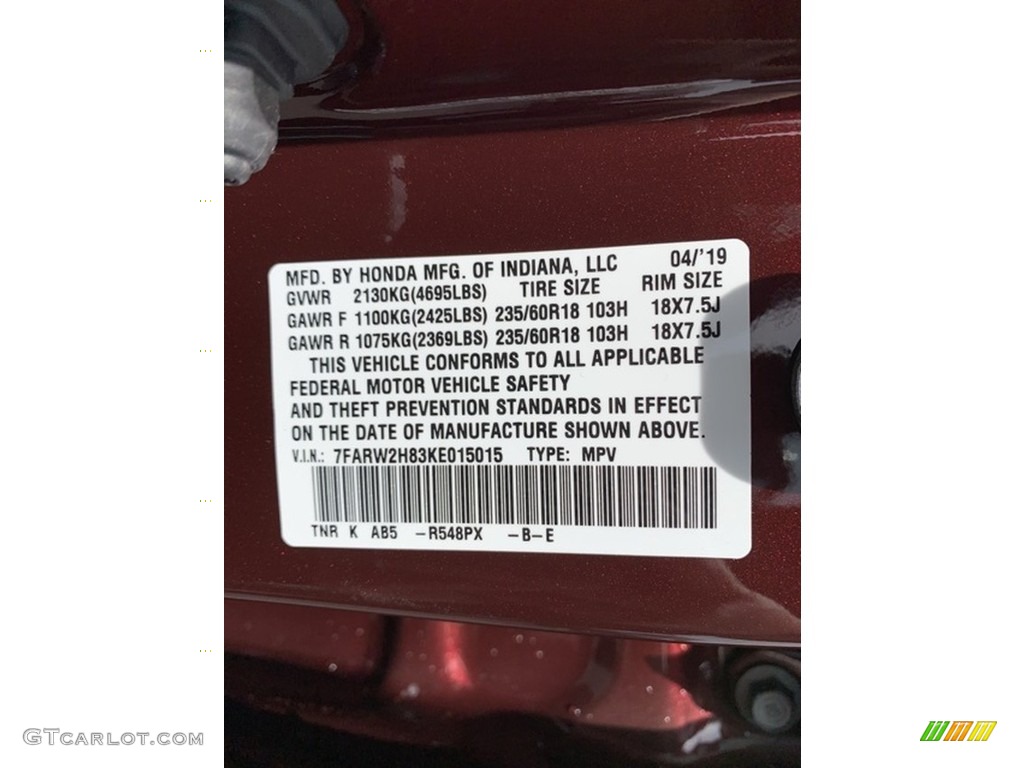 MFD. BY HONDA MFG. OF INDIANA, LLC 04/'19
GVWR 2130KG(4695LBS) TIRE SIZE RIM SIZE
GAWR F 1100KG(2425LBS) 235/60R18 103H 18X7.5J
GAWR R 1075KG(2369LBS) 235/60R18 103H 18X7.5J
THIS VEHICLE CONFORMS TO ALL APPLICABLE
FEDERAL MOTOR VEHICLE SAFETY
AND THEFT PREVENTION STANDARDS IN EFFECT
ON THE DATE OF MANUFACTURE SHOWN ABOVE.
V.I.N.: 7FARW2H83KE015015 TYPE: MPV
TNR K AB5 -R548PX -B-E
GTCARLOT.COM